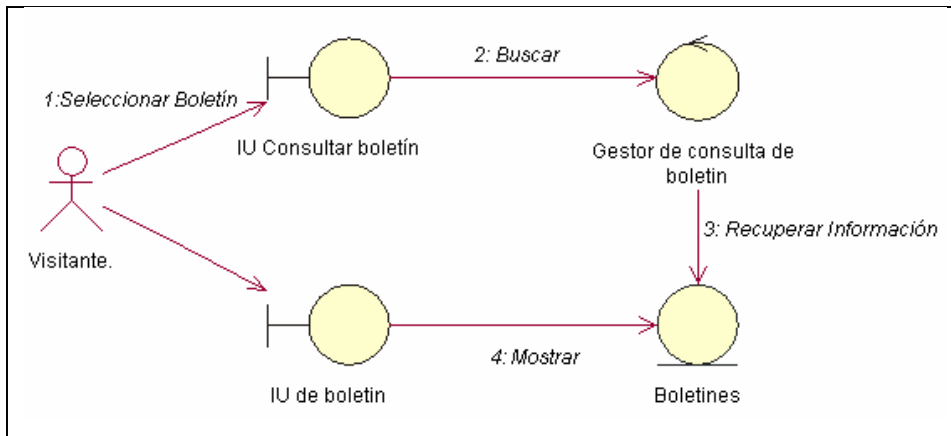 2: Buscar
1:Seleccionar Boletín
IU Consultar boletín
Gestor de consulta de
boletin
3: Recuperar Información
Visitante.
4: Mostrar
IU de boletin
Boletines